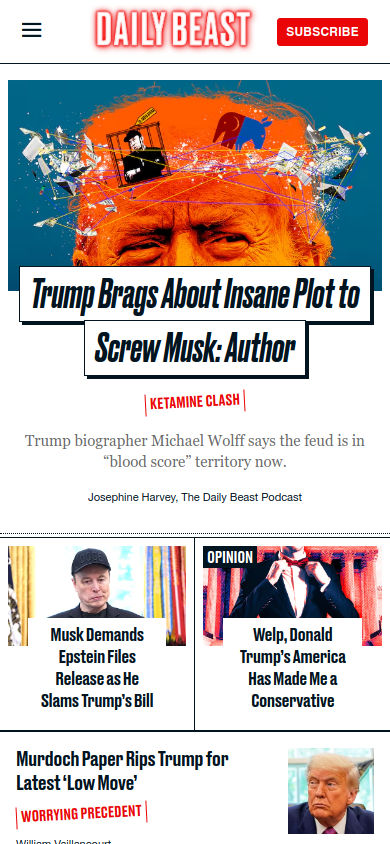 DAILY BEAST
SUBSCRIBE
Trump Brags About Insane Plot to
Screw Musk: Author
KETAMINE CLASH
Trump biographer Michael Wolff says the feud is in
“blood score” territory now.
Josephine Harvey, The Daily Beast Podcast
Musk Demands
Epstein Files
Release as He
Slams Trump’s Bill
OPINION
Welp, Donald
Trump’s America
Has Made Me a
Conservative
Murdoch Paper Rips Trump for
Latest ‘Low Move’
WORRYING PRECEDENT
William Vaillancourt